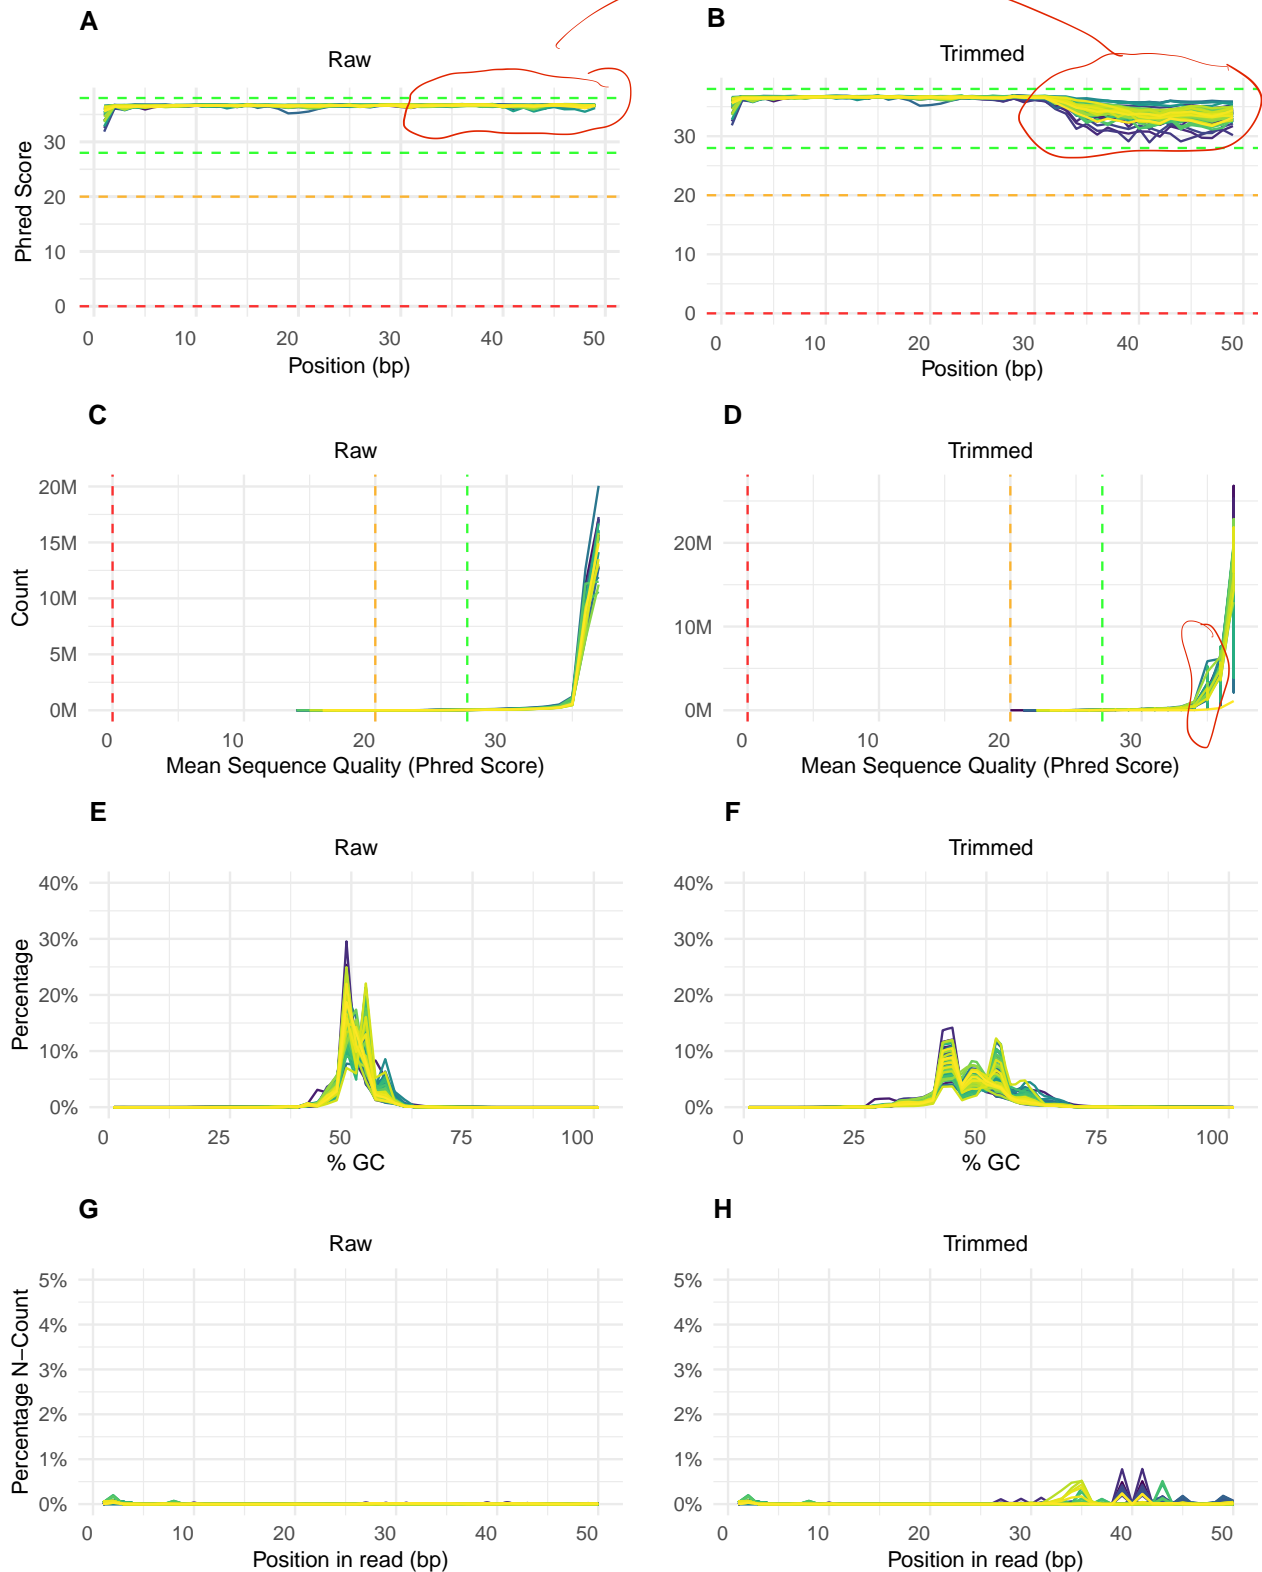 A
B
Raw
Trimmed
Phred Score
30
20
10
0
30
20
10
0
0 10 20 30 40 50
0 10 20 30 40 50
Position (bp)
Position (bp)
C
D
Raw
Trimmed
Count
20M
15M
10M
5M
0M
20M
10M
0M
0 10 20 30
0 10 20 30
Mean Sequence Quality (Phred Score)
Mean Sequence Quality (Phred Score)
E
F
Raw
Trimmed
Percentage
40%
30%
20%
10%
0%
40%
30%
20%
10%
0%
0 25 50 75 100
0 25 50 75 100
% GC
% GC
G
H
Raw
Trimmed
Percentage N−Count
5%
4%
3%
2%
1%
0%
5%
4%
3%
2%
1%
0%
0 10 20 30 40 50
0 10 20 30 40 50
Position in read (bp)
Position in read (bp)